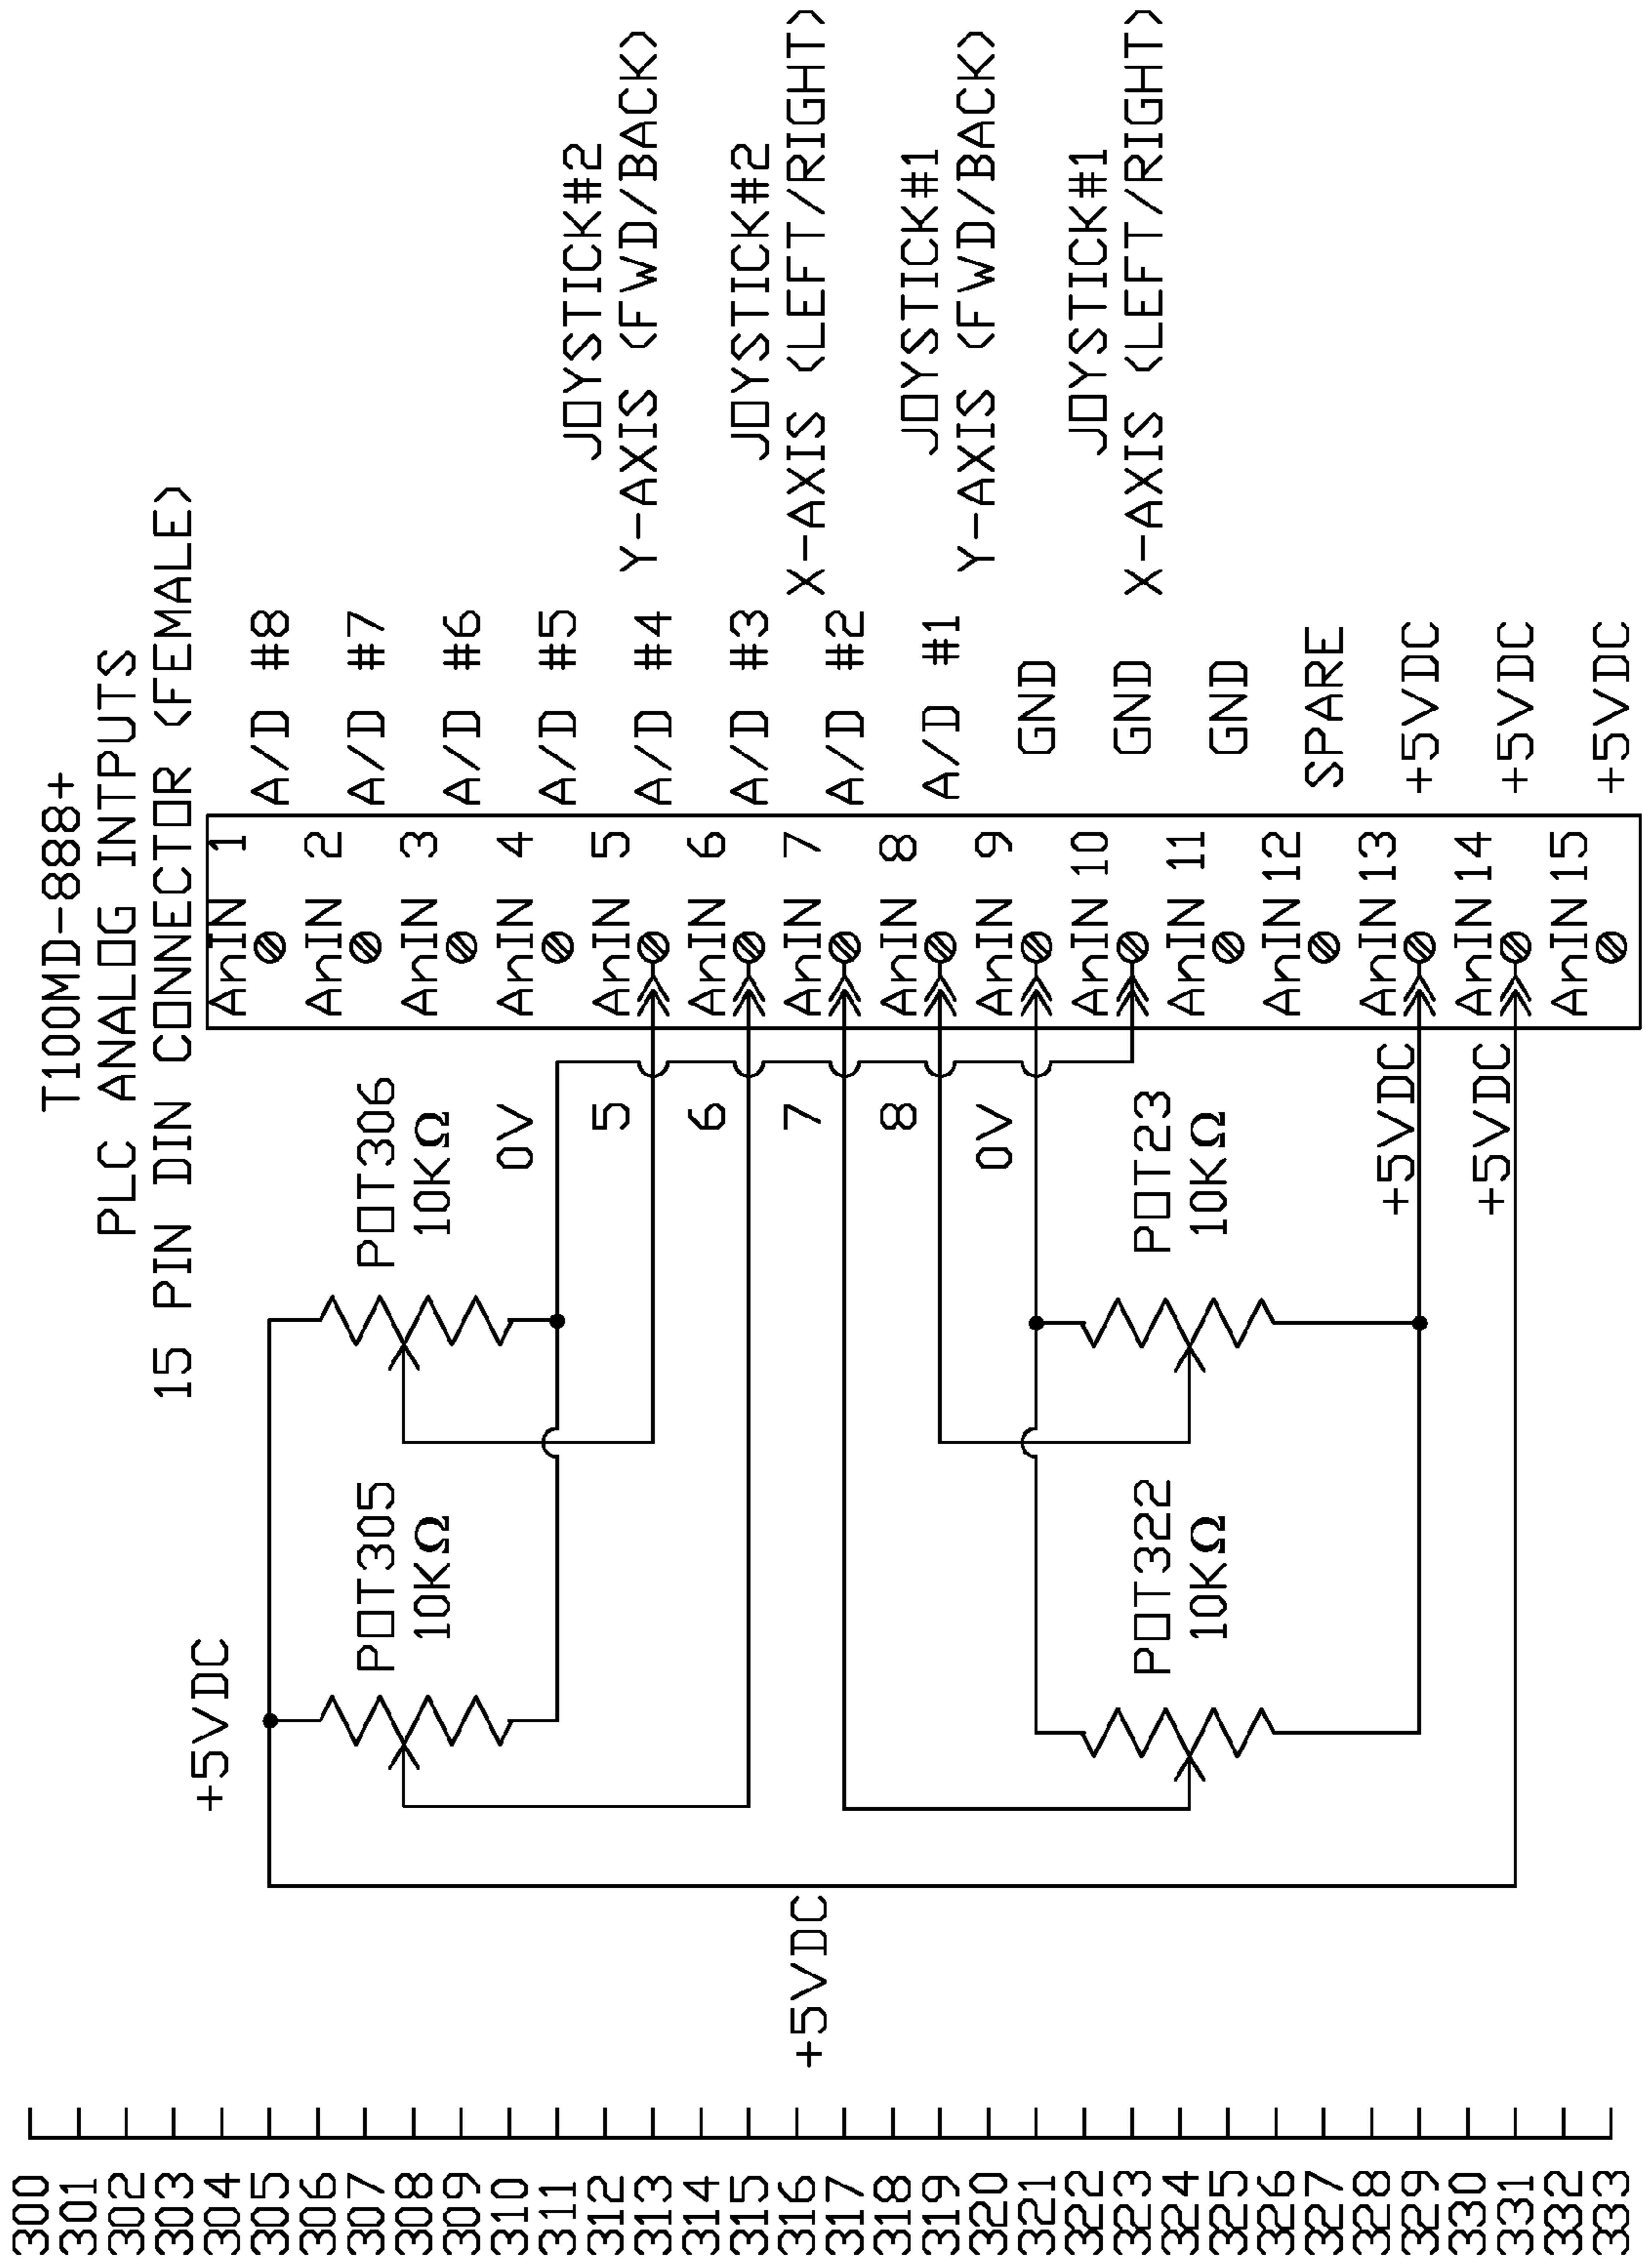 T100MD-888+
PLC ANALOG INTPUTS
15 PIN DIN CONNECTOR (FEMALE)
300
301
302
303
304
305
306
307
308
309
310
311
312
313
314
315
316
317
318
319
320
321
322
323
324
325
326
327
328
329
330
331
332
333
+5VDC
+5VDC
POT305
10KΩ
POT306
10KΩ
POT322
10KΩ
POT23
10KΩ
0V
5
6
7
8
0V
+5VDC
+5VDC
AnIN 1
AnIN 2
AnIN 3
AnIN 4
AnIN 5
AnIN 6
AnIN 7
AnIN 8
AnIN 9
AnIN 10
AnIN 11
AnIN 12
AnIN 13
AnIN 14
AnIN 15
A/D #8
A/D #7
A/D #6
A/D #5
A/D #4
A/D #3
A/D #2
A/D #1
GND
GND
GND
SPARE
+5VDC
+5VDC
+5VDC
JOYSTICK#2
Y-AXIS (FWD/BACK)
JOYSTICK#2
X-AXIS (LEFT/RIGHT)
JOYSTICK#1
Y-AXIS (FWD/BACK)
JOYSTICK#1
X-AXIS (LEFT/RIGHT)